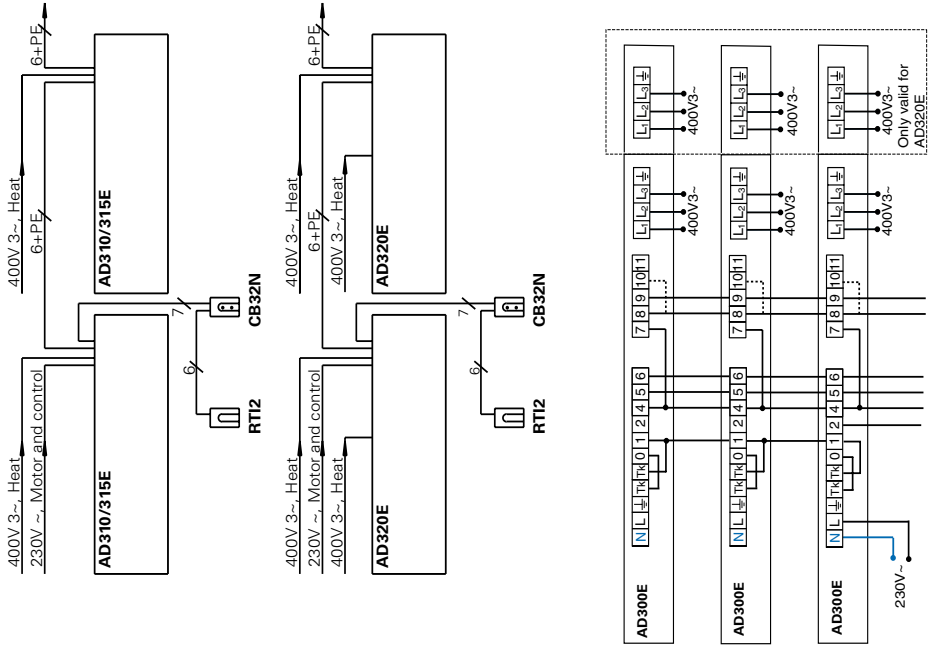 400V 3~, Heat
6+PE
6+PE
AD310/315E
400V 3~, Heat
230V ~, Motor and control
AD310/315E
7
CB32N
6
RTI2
400V 3~, Heat
6+PE
6+PE
400V 3~, Heat
AD320E
400V 3~, Heat
230V ~, Motor and control
400V 3~, Heat
AD320E
7
CB32N
6
RTI2
AD300E
N L Tk Tk 0 1 2 4 5 6 7 8 9 10 11 L1 L2 L3 L1 L2 L3
400V3~
400V3~
AD300E
N L Tk Tk 0 1 2 4 5 6 7 8 9 10 11 L1 L2 L3 L1 L2 L3
400V3~
400V3~
AD300E
N L Tk Tk 0 1 2 4 5 6 7 8 9 10 11 L1 L2 L3 L1 L2 L3
230V~
400V3~
400V3~
Only valid for
AD320E